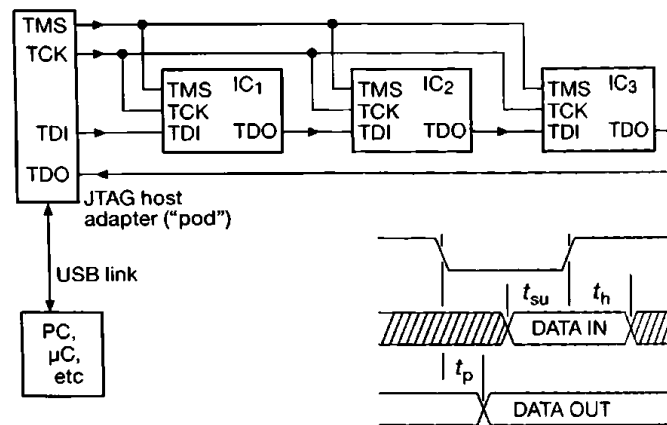 TMS
TCK
TDI
TDO
IC1
TMS
TCK
TDI
TDO
IC2
TMS
TCK
TDI
TDO
IC3
TMS
TCK
TDI
TDO
JTAG host
adapter (“pod”)
USB link
PC,
µC,
etc
tsu
th
DATA IN
tp
DATA OUT